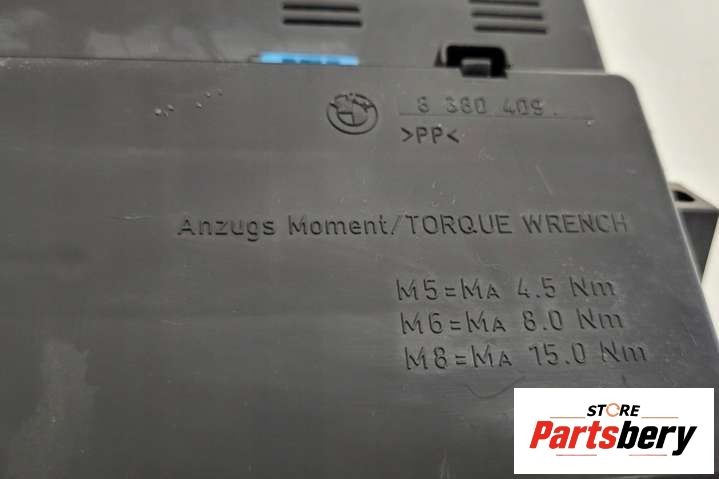 8 380 409
>PP<
Anzugs Moment/TORQUE WRENCH
M5=MA 4.5 Nm
M6=MA 8.0 Nm
M8=MA 15.0 Nm
STORE
Partsbery